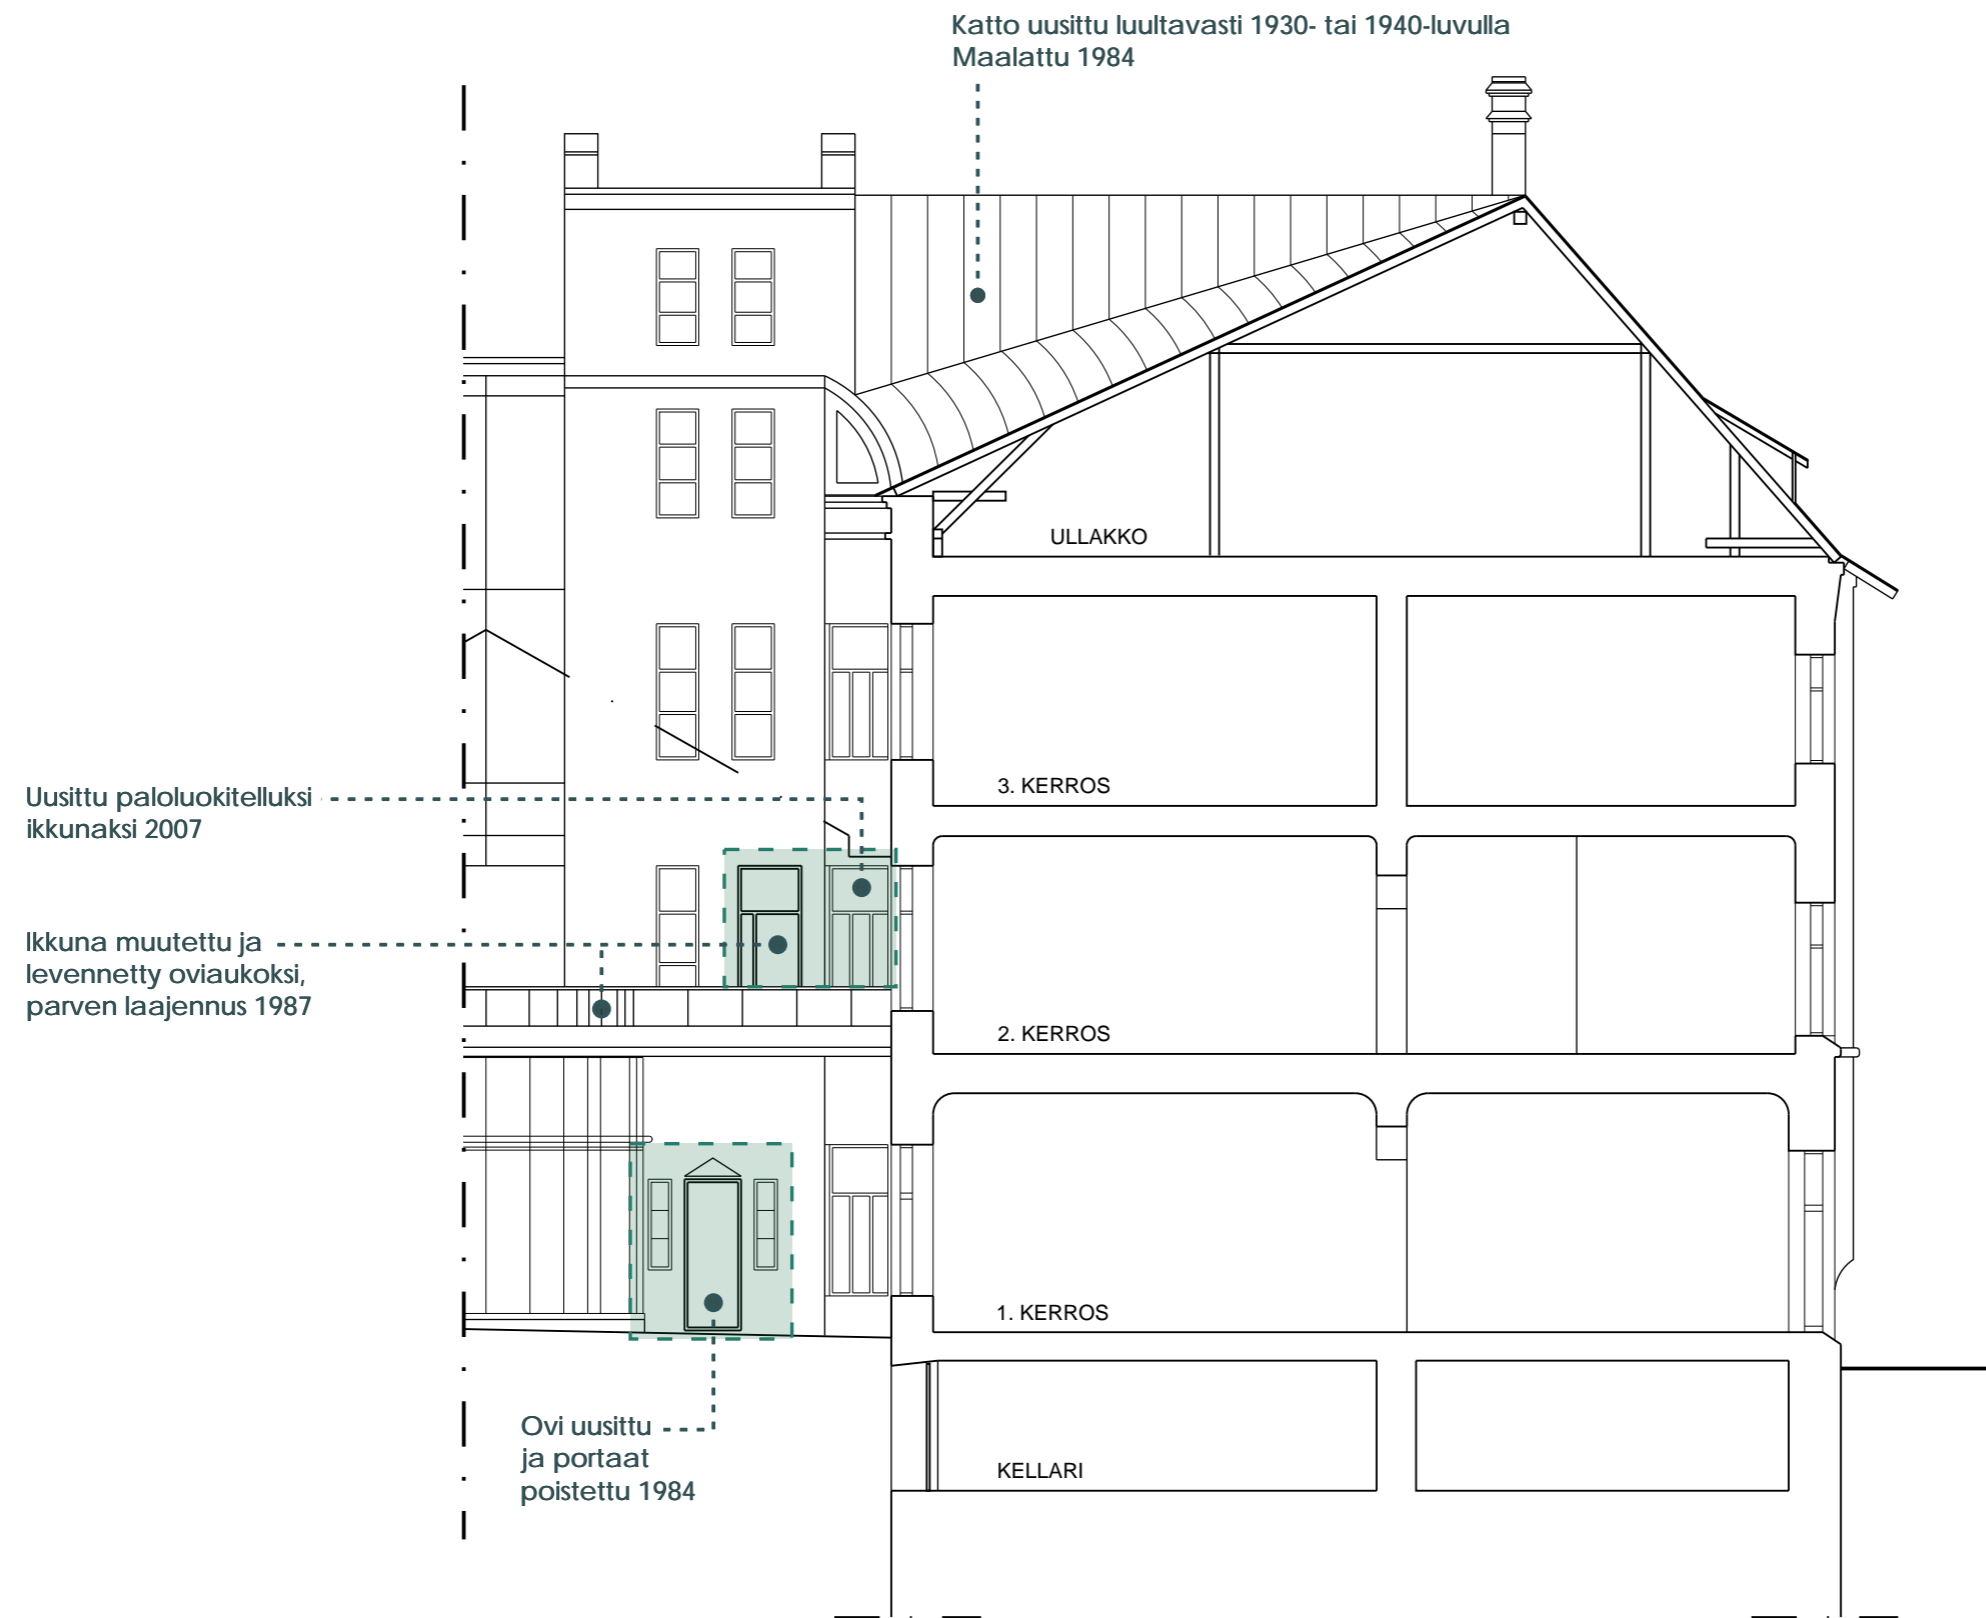 Katto uusittu luultavasti 1930- tai 1940-luvulla
Maalattu 1984
ULLAKKO
3. KERROS
Uusittu paloluokitelluksi
ikkunaksi 2007
Ikkuna muutettu ja
levennetty oviaukoksi,
parven laajennus 1987
2. KERROS
1. KERROS
Ovi uusittu
ja portaat
poistettu 1984
KELLARI